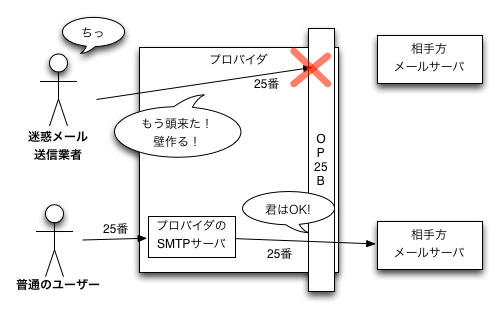 ちっ
プロバイダ
相手方
メールサーバ
25番
迷惑メール
送信業者
もう頭来た！
壁作る！
O
P
25
B
君はOK!
25番
プロバイダの
SMTPサーバ
25番
相手方
メールサーバ
普通のユーザー